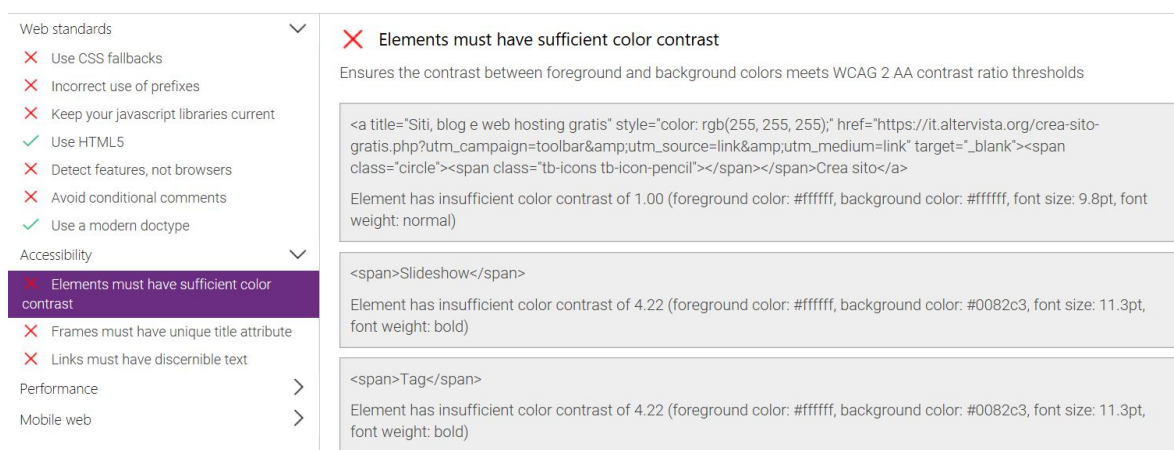 Web standards
Use CSS fallbacks
Incorrect use of prefixes
Keep your javascript libraries current
Use HTML5
Detect features, not browsers
Avoid conditional comments
Use a modern doctype
Accessibility
Elements must have sufficient color
contrast
Frames must have unique title attribute
Links must have discernible text
Performance
Mobile web
Elements must have sufficient color contrast
Ensures the contrast between foreground and background colors meets WCAG 2 AA contrast ratio thresholds
<a title="Siti, blog e web hosting gratis" style="color: rgb(255, 255, 255);" href="https://it.altervista.org/crea-sito-
gratis.php?utm_campaign=toolbar&amp;utm_source=link&amp;utm_medium=link" target="_blank"><span
class="circle"><span class="tb-icons tb-icon-pencil"></span></span>Crea sito</a>
Element has insufficient color contrast of 1.00 (foreground color: #ffffff, background color: #ffffff, font size: 9.8pt, font
weight: normal)
<span>Slideshow</span>
Element has insufficient color contrast of 4.22 (foreground color: #ffffff, background color: #0082c3, font size: 11.3pt,
font weight: bold)
<span>Tag</span>
Element has insufficient color contrast of 4.22 (foreground color: #ffffff, background color: #0082c3, font size: 11.3pt,
font weight: bold)